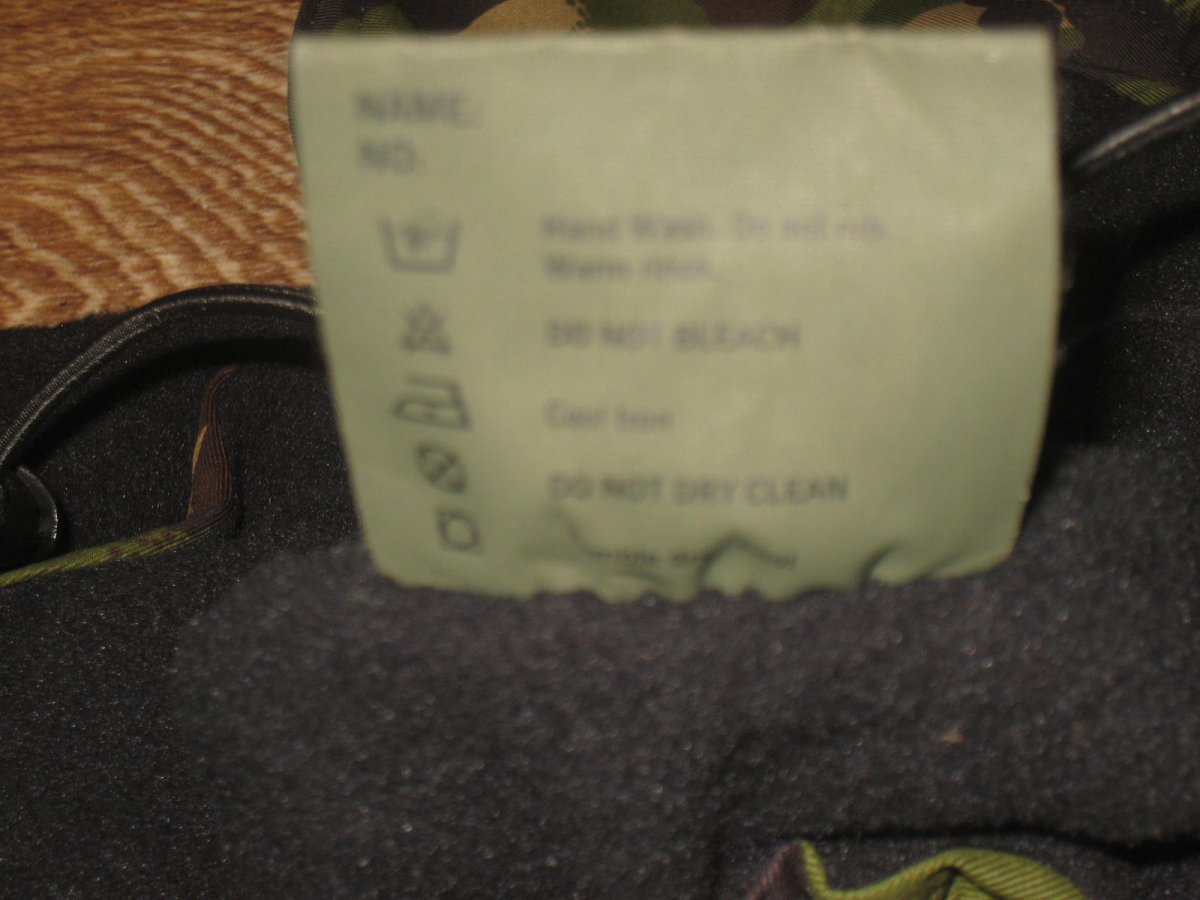 NAME:
NO.
Hand Wash. Do not rub.
Warm rinse.
DO NOT BLEACH
Cool Iron
DO NOT DRY CLEAN